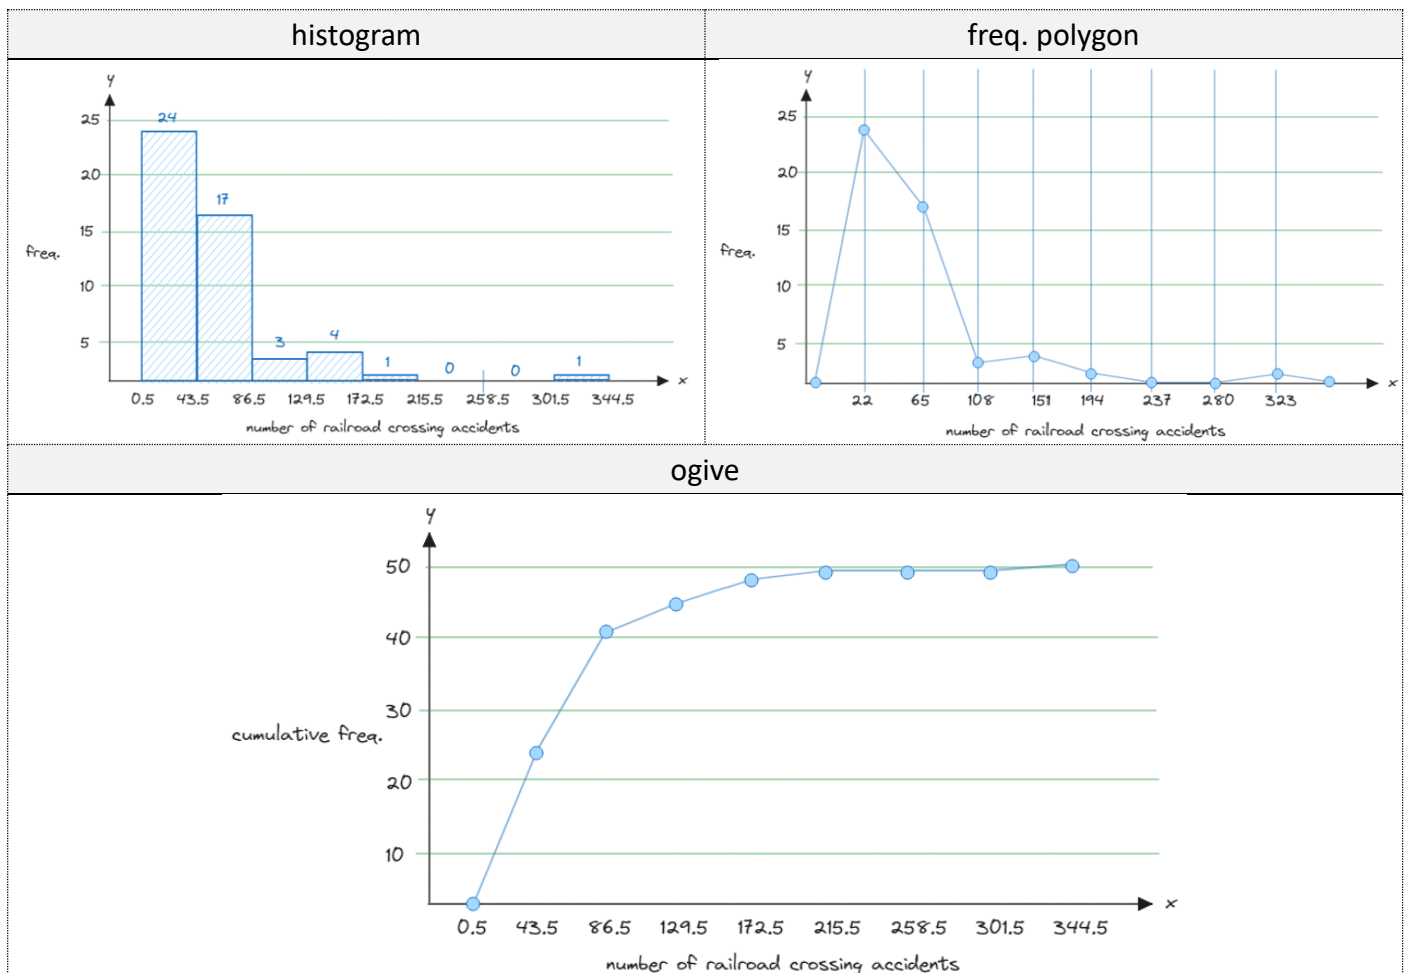 histogram
freq. polygon
y
25
24
20
17
15
freq.
10
5
3
4
1
0
0
1
x
0.5 43.5 86.5 129.5 172.5 215.5 258.5 301.5 344.5
number of railroad crossing accidents
y
25
20
15
freq.
10
5
x
22 65 108 151 194 237 280 323
number of railroad crossing accidents
ogive
y
50
40
30
cumulative freq.
20
10
x
0.5 43.5 86.5 129.5 172.5 215.5 258.5 301.5 344.5
number of railroad crossing accidents